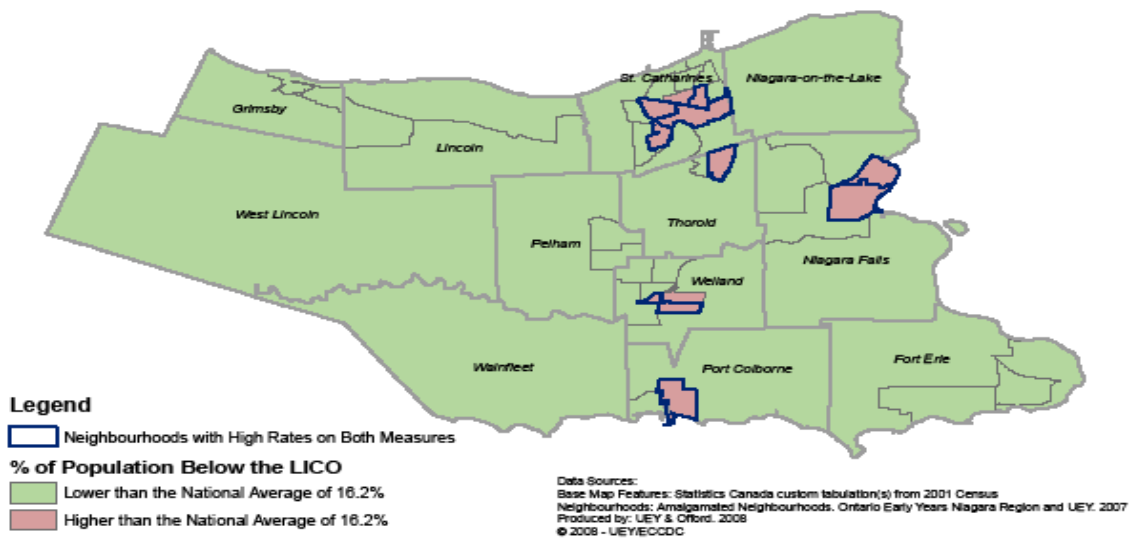 St. Catharines
Niagara-on-the-Lake
Grimsby
Lincoln
West Lincoln
Pelham
Thorold
Niagara Falls
Welland
Wainfleet
Port Colborne
Fort Erie
Legend
Neighbourhoods with High Rates on Both Measures
% of Population Below the LICO
Lower than the National Average of 16.2%
Higher than the National Average of 16.2%
Data Sources:
Base Map Features: Statistics Canada custom tabulation(s) from 2001 Census
Neighbourhoods: Amalgamated Neighbourhoods. Ontario Early Years Niagara Region and UEY. 2007
Produced by: UEY & Offord. 2008
© 2008 - UEY/ECCDC